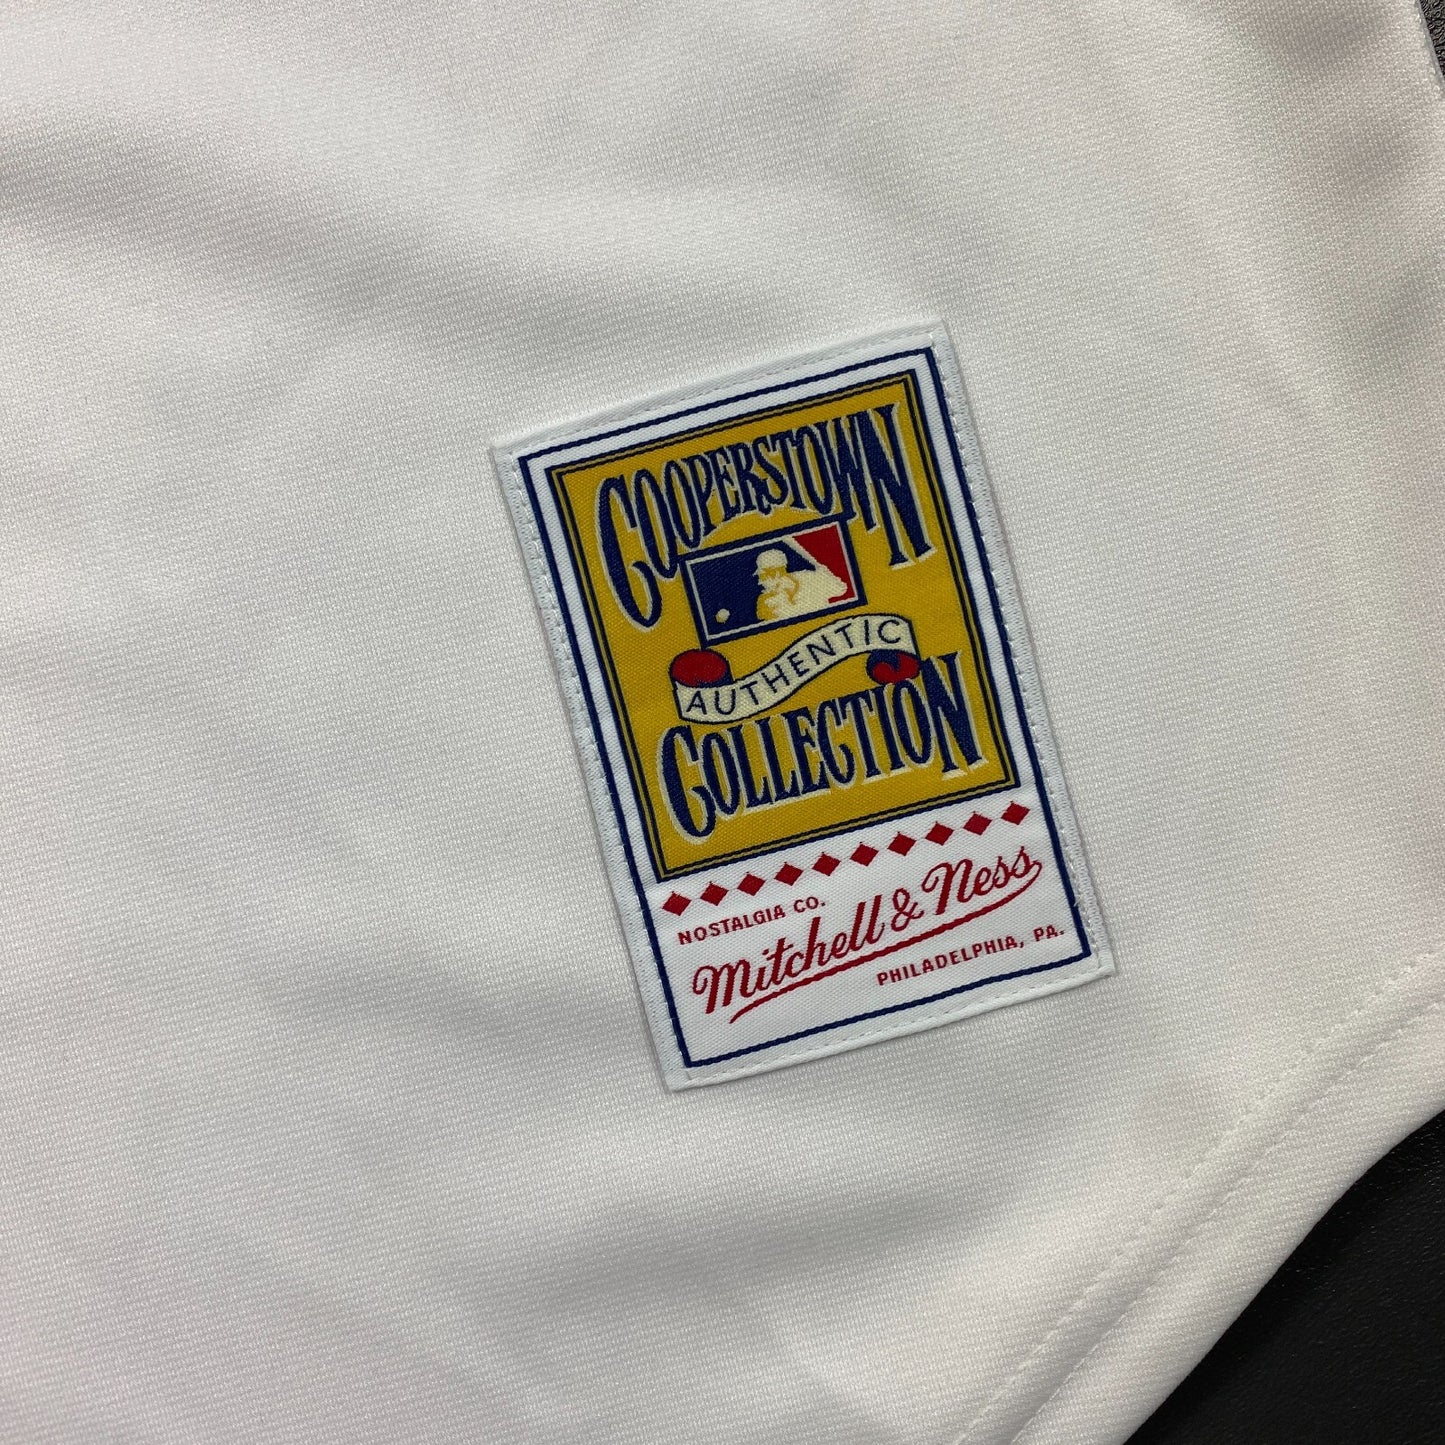 COOPERSTOWN
AUTHENTIC
COLLECTION
NOSTALGIA CO.
Mitchell & Ness
PHILADELPHIA, PA.